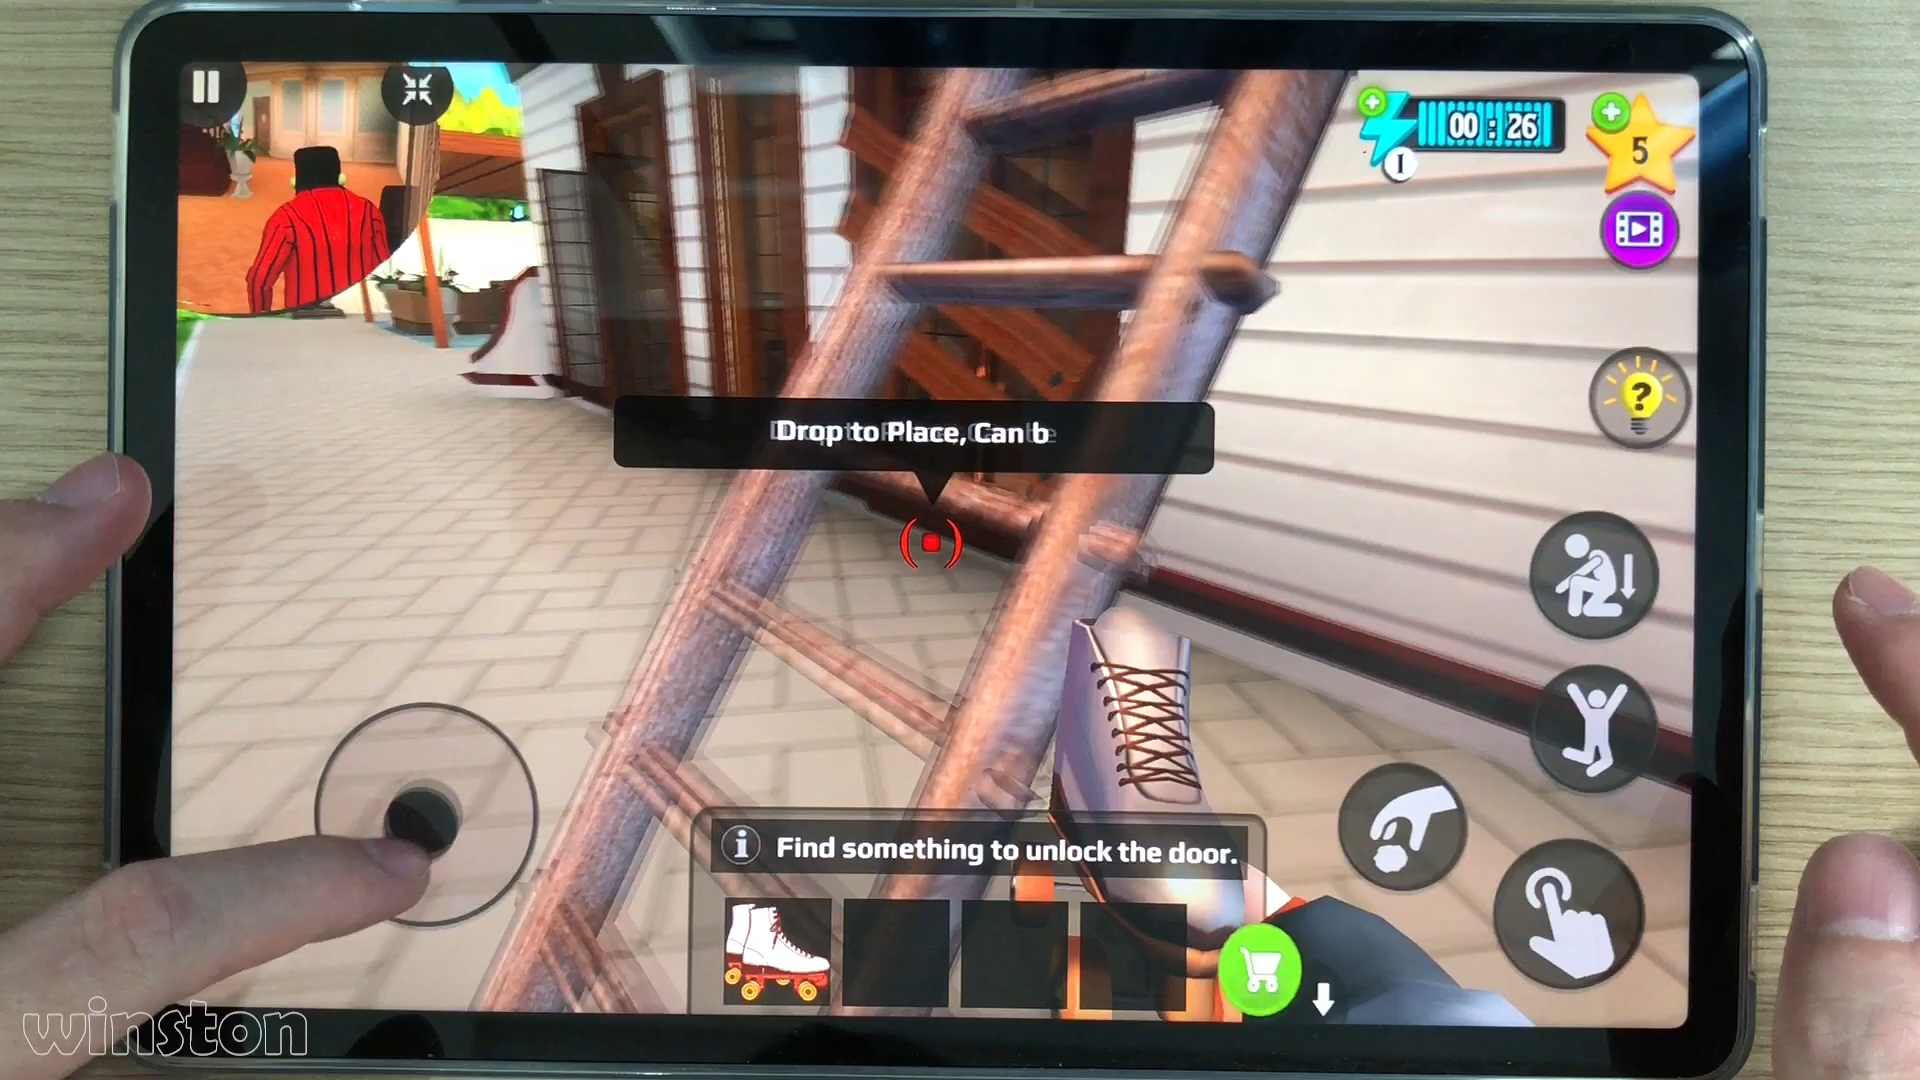 00:26
5
I
?
Drop to Place, Can b
i Find something to unlock the door.
winston